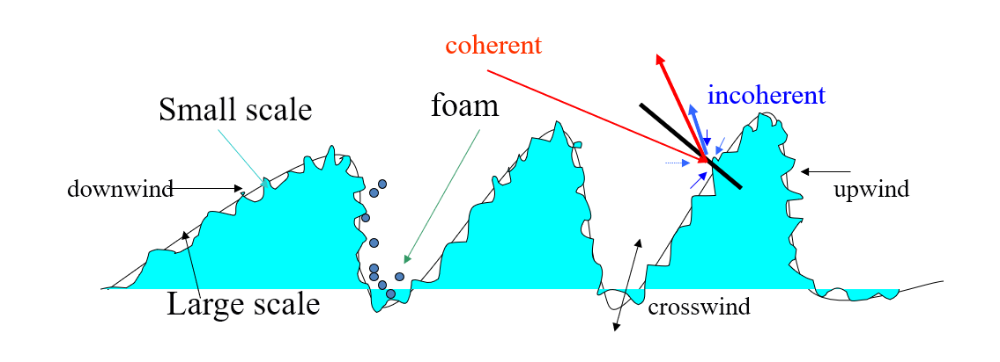 coherent
incoherent
Small scale
foam
downwind
upwind
Large scale
crosswind